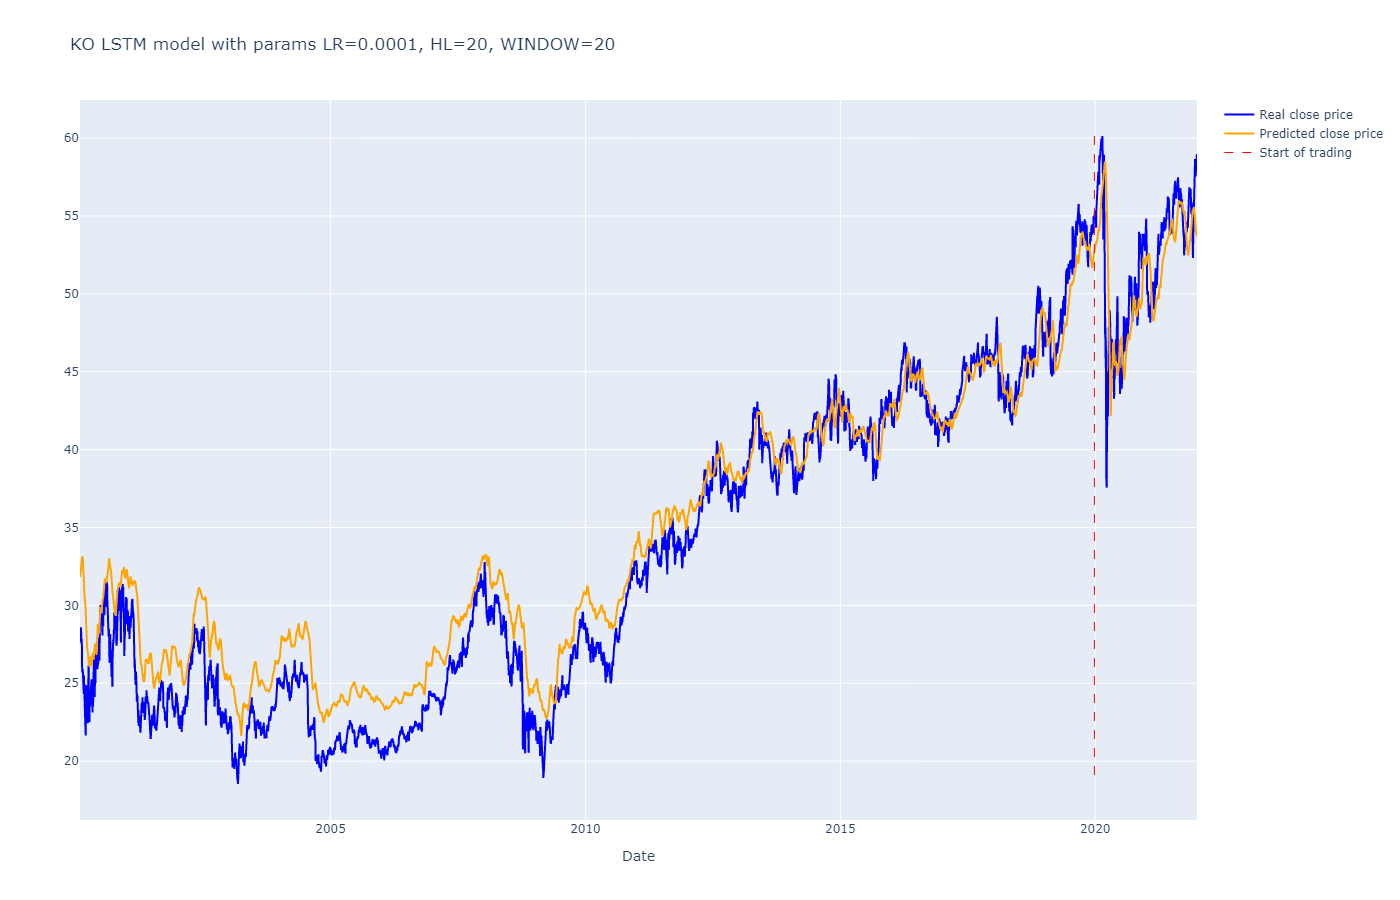 KO LSTM model with params LR=0.0001, HL=20, WINDOW=20
Real close price
Predicted close price
Start of trading
60
55
50
45
40
35
30
25
20
2005
2010
2015
2020
Date